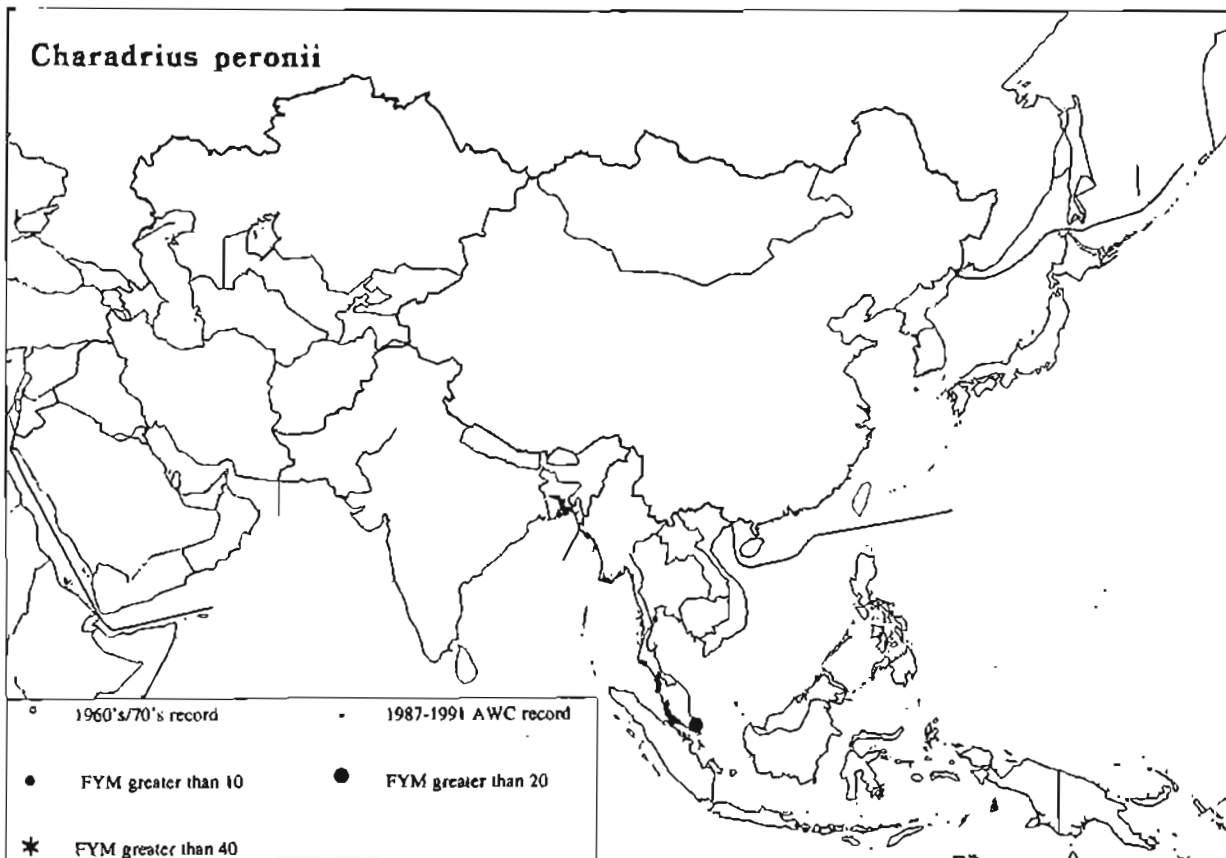 Charadrius peronii
1960's/70's record
1987-1991 AWC record
FYM greater than 10
FYM greater than 20
FYM greater than 40